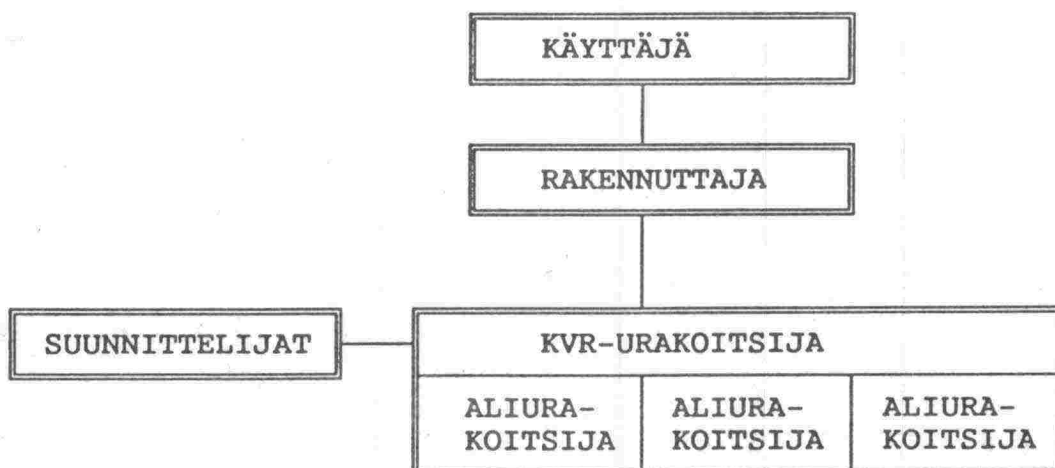 KÄYTTÄJÄ
RAKENNUTTAJA
SUUNNITTELIJAT
KVR-URAKOITSIJA
ALIURA-
KOITSIJA
ALIURA-
KOITSIJA
ALIURA-
KOITSIJA